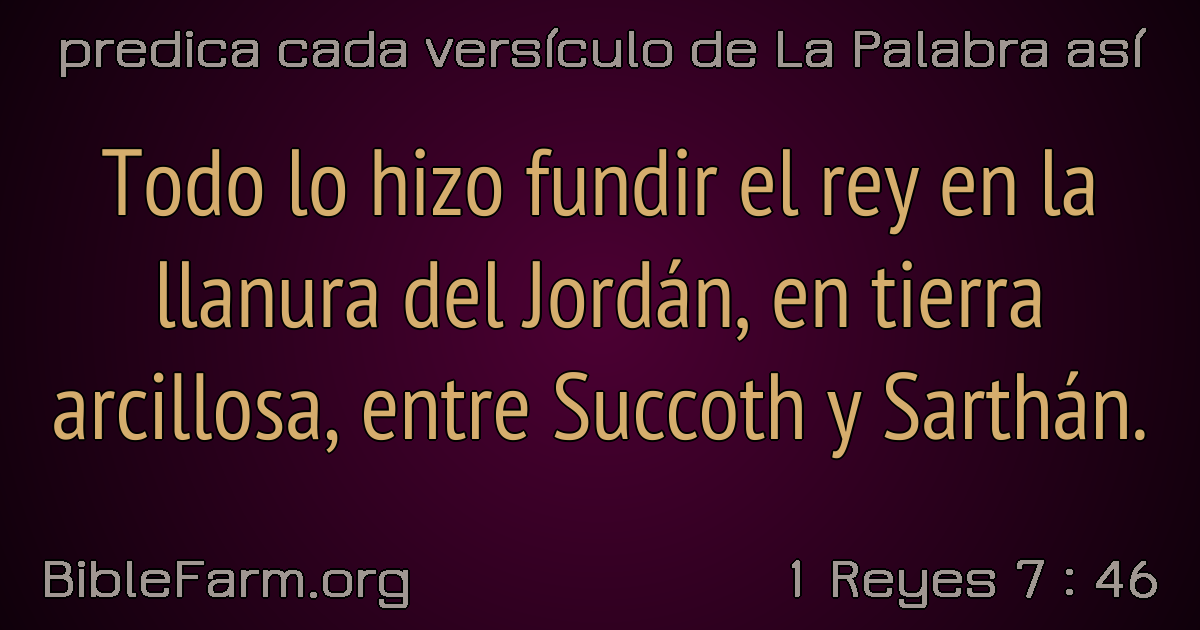 predica cada versículo de La Palabra así
Todo lo hizo fundir el rey en la
llanura del Jordán, en tierra
arcillosa, entre Succoth y Sarthán.
BibleFarm.org
1 Reyes 7 : 46